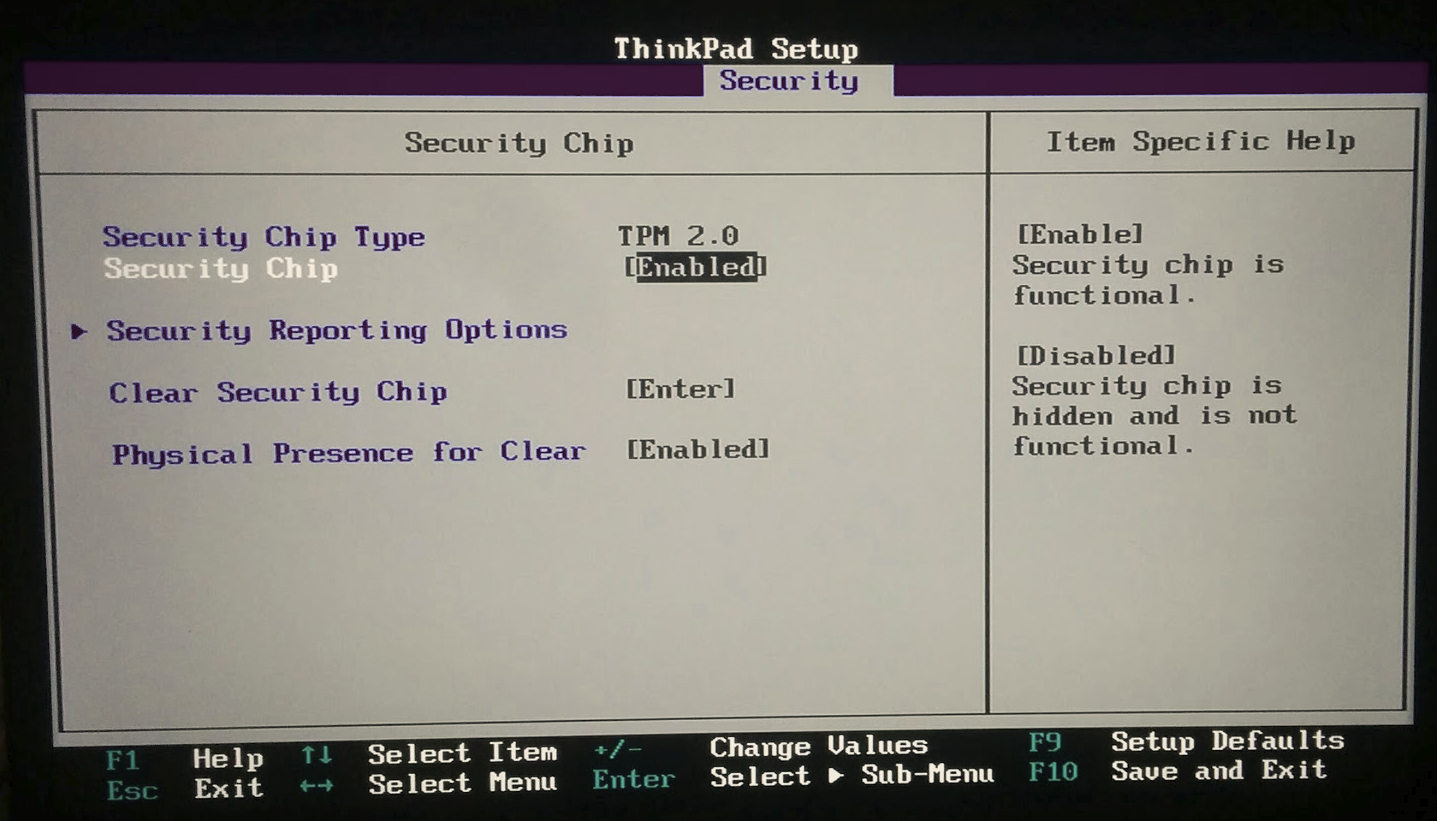 ThinkPad Setup
Security
Security Chip
Item Specific Help
Security Chip Type TPM 2.0
Security Chip [Enabled]
▶ Security Reporting Options
Clear Security Chip [Enter]
Physical Presence for Clear [Enabled]
[Enable]
Security chip is
functional.
[Disabled]
Security chip is
hidden and is not
functional.
F1 Help ↑↓ Select Item +/- Change Values F9 Setup Defaults
Esc Exit ←→ Select Menu Enter Select ▶ Sub-Menu F10 Save and Exit